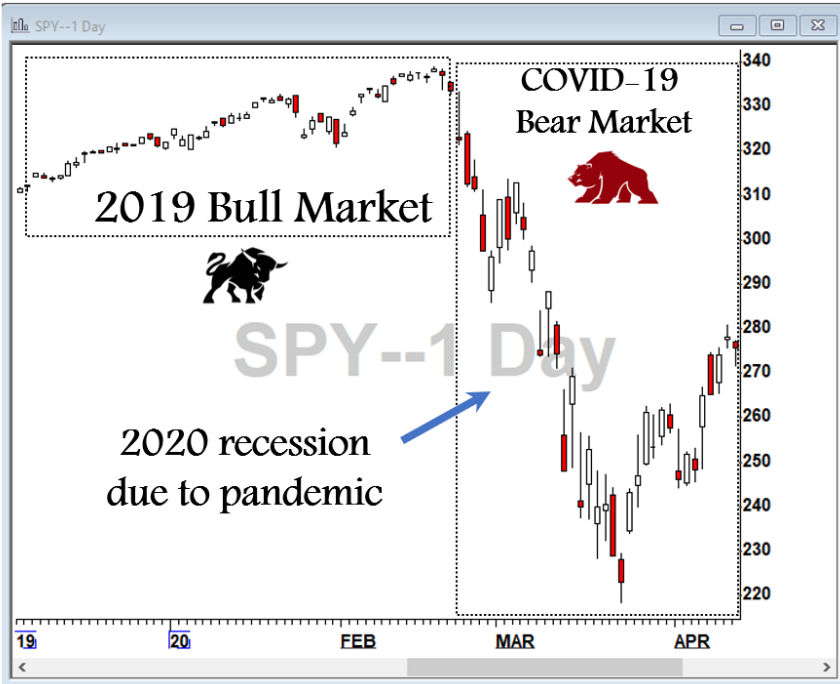 SPY--1 Day
COVID-19
Bear Market
2019 Bull Market
SPY--1 Day
2020 recession
due to pandemic
340
330
320
310
300
290
280
270
260
250
240
230
220
19 20 FEB MAR APR